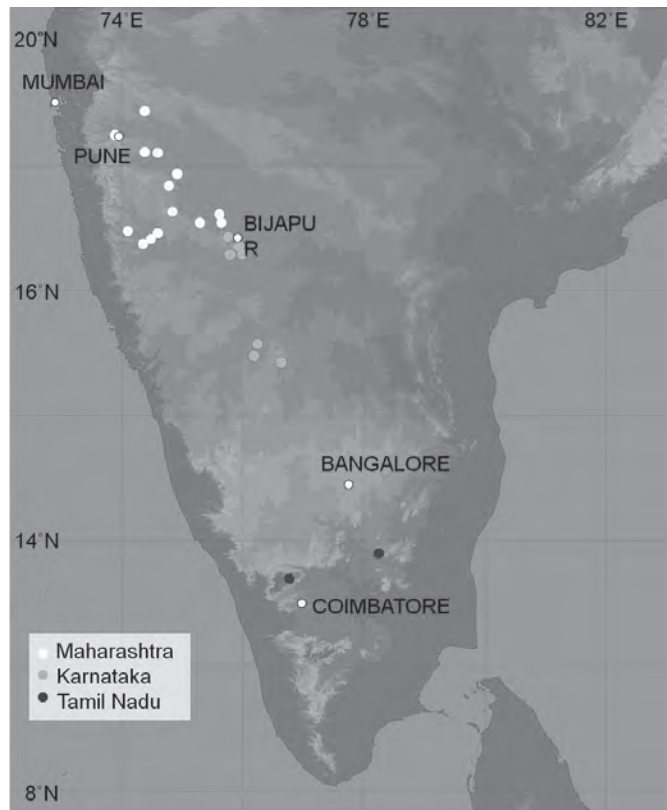 74°E 78°E 82°E
20°N
MUMBAI
PUNE
BIJAPU
R
16°N
BANGALORE
14°N
COIMBATORE
Maharashtra
Karnataka
Tamil Nadu
8°N